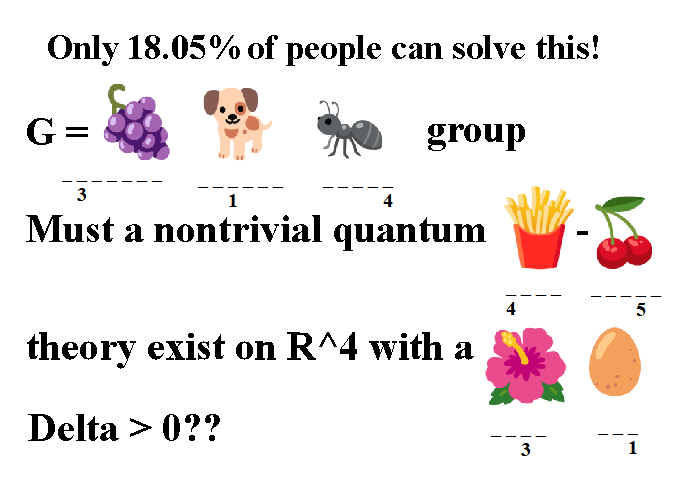 Only 18.05% of people can solve this!
G = group
_ _ _ _ _ _ _ _ _ _ _ _ _ _ _ _ _ _
3 1 4
Must a nontrivial quantum -
_ _ _ _ _ _ _ _ _
4 5
theory exist on R^4 with a
_ _ _ _ _ _ _
3 1
Delta > 0??